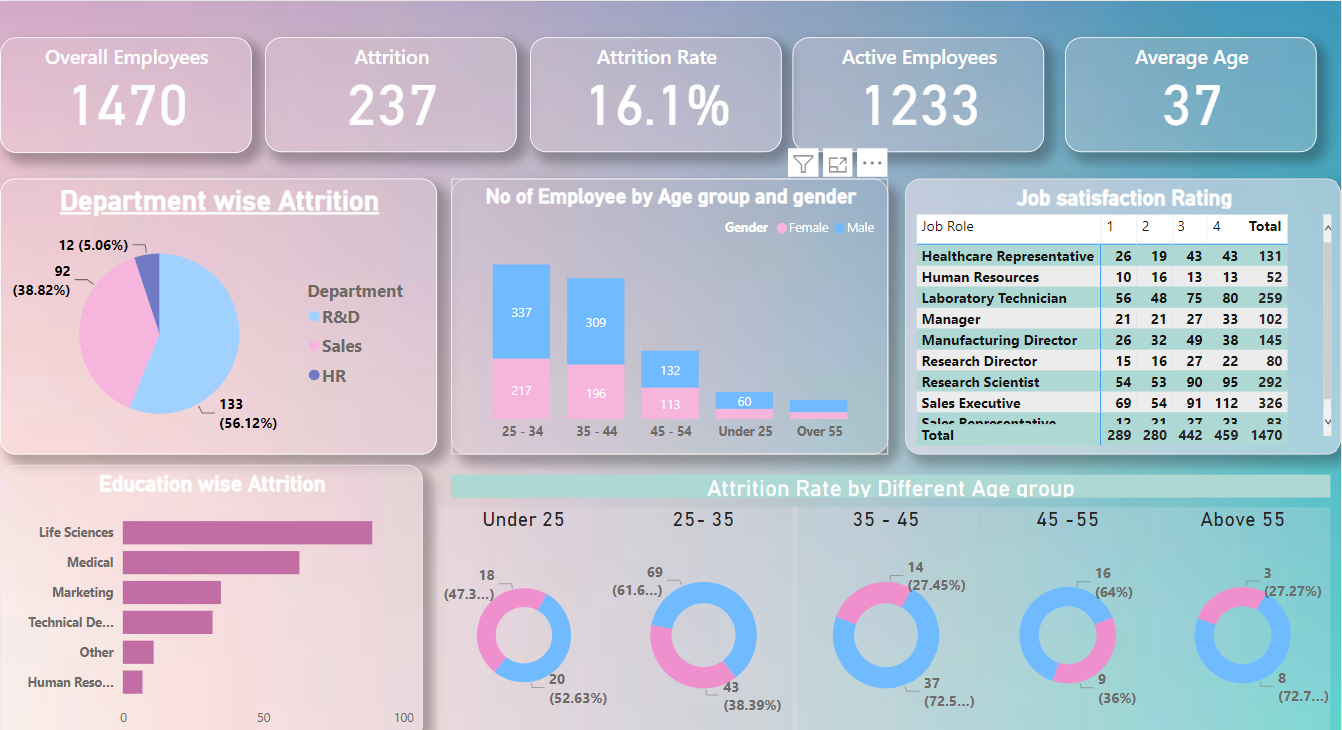 Overall Employees
1470
Attrition
237
Attrition Rate
16.1%
Active Employees
1233
Average Age
37
Department wise Attrition
12 (5.06%)
92
(38.82%)
133
(56.12%)
Department
R&D
Sales
HR
No of Employee by Age group and gender
Gender Female Male
337
309
132
60
217
196
113
25 - 34 35 - 44 45 - 54 Under 25 Over 55
Job satisfaction Rating
Job Role 1 2 3 4 Total
Healthcare Representative 26 19 43 43 131
Human Resources 10 16 13 13 52
Laboratory Technician 56 48 75 80 259
Manager 21 21 27 33 102
Manufacturing Director 26 32 49 38 145
Research Director 15 16 27 22 80
Research Scientist 54 53 90 95 292
Sales Executive 69 54 91 112 326
Sales Representative 12 21 27 23 83
Total 289 280 442 459 1470
Education wise Attrition
Life Sciences
Medical
Marketing
Technical De...
Other
Human Reso...
0 50 100
Attrition Rate by Different Age group
Under 25
18
(47.3...)
20
(52.63%)
25- 35
69
(61.6...)
43
(38.39%)
35 - 45
14
(27.45%)
37
(72.5...)
45 -55
16
(64%)
9
(36%)
Above 55
3
(27.27%)
8
(72.7...)